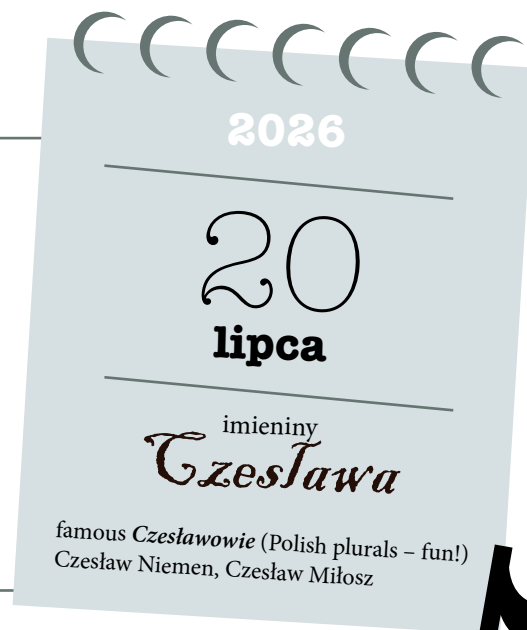 2026
20
lipca
imieniny
Czesława
famous Czesławowie (Polish plurals – fun!)
Czesław Niemen, Czesław Miłosz